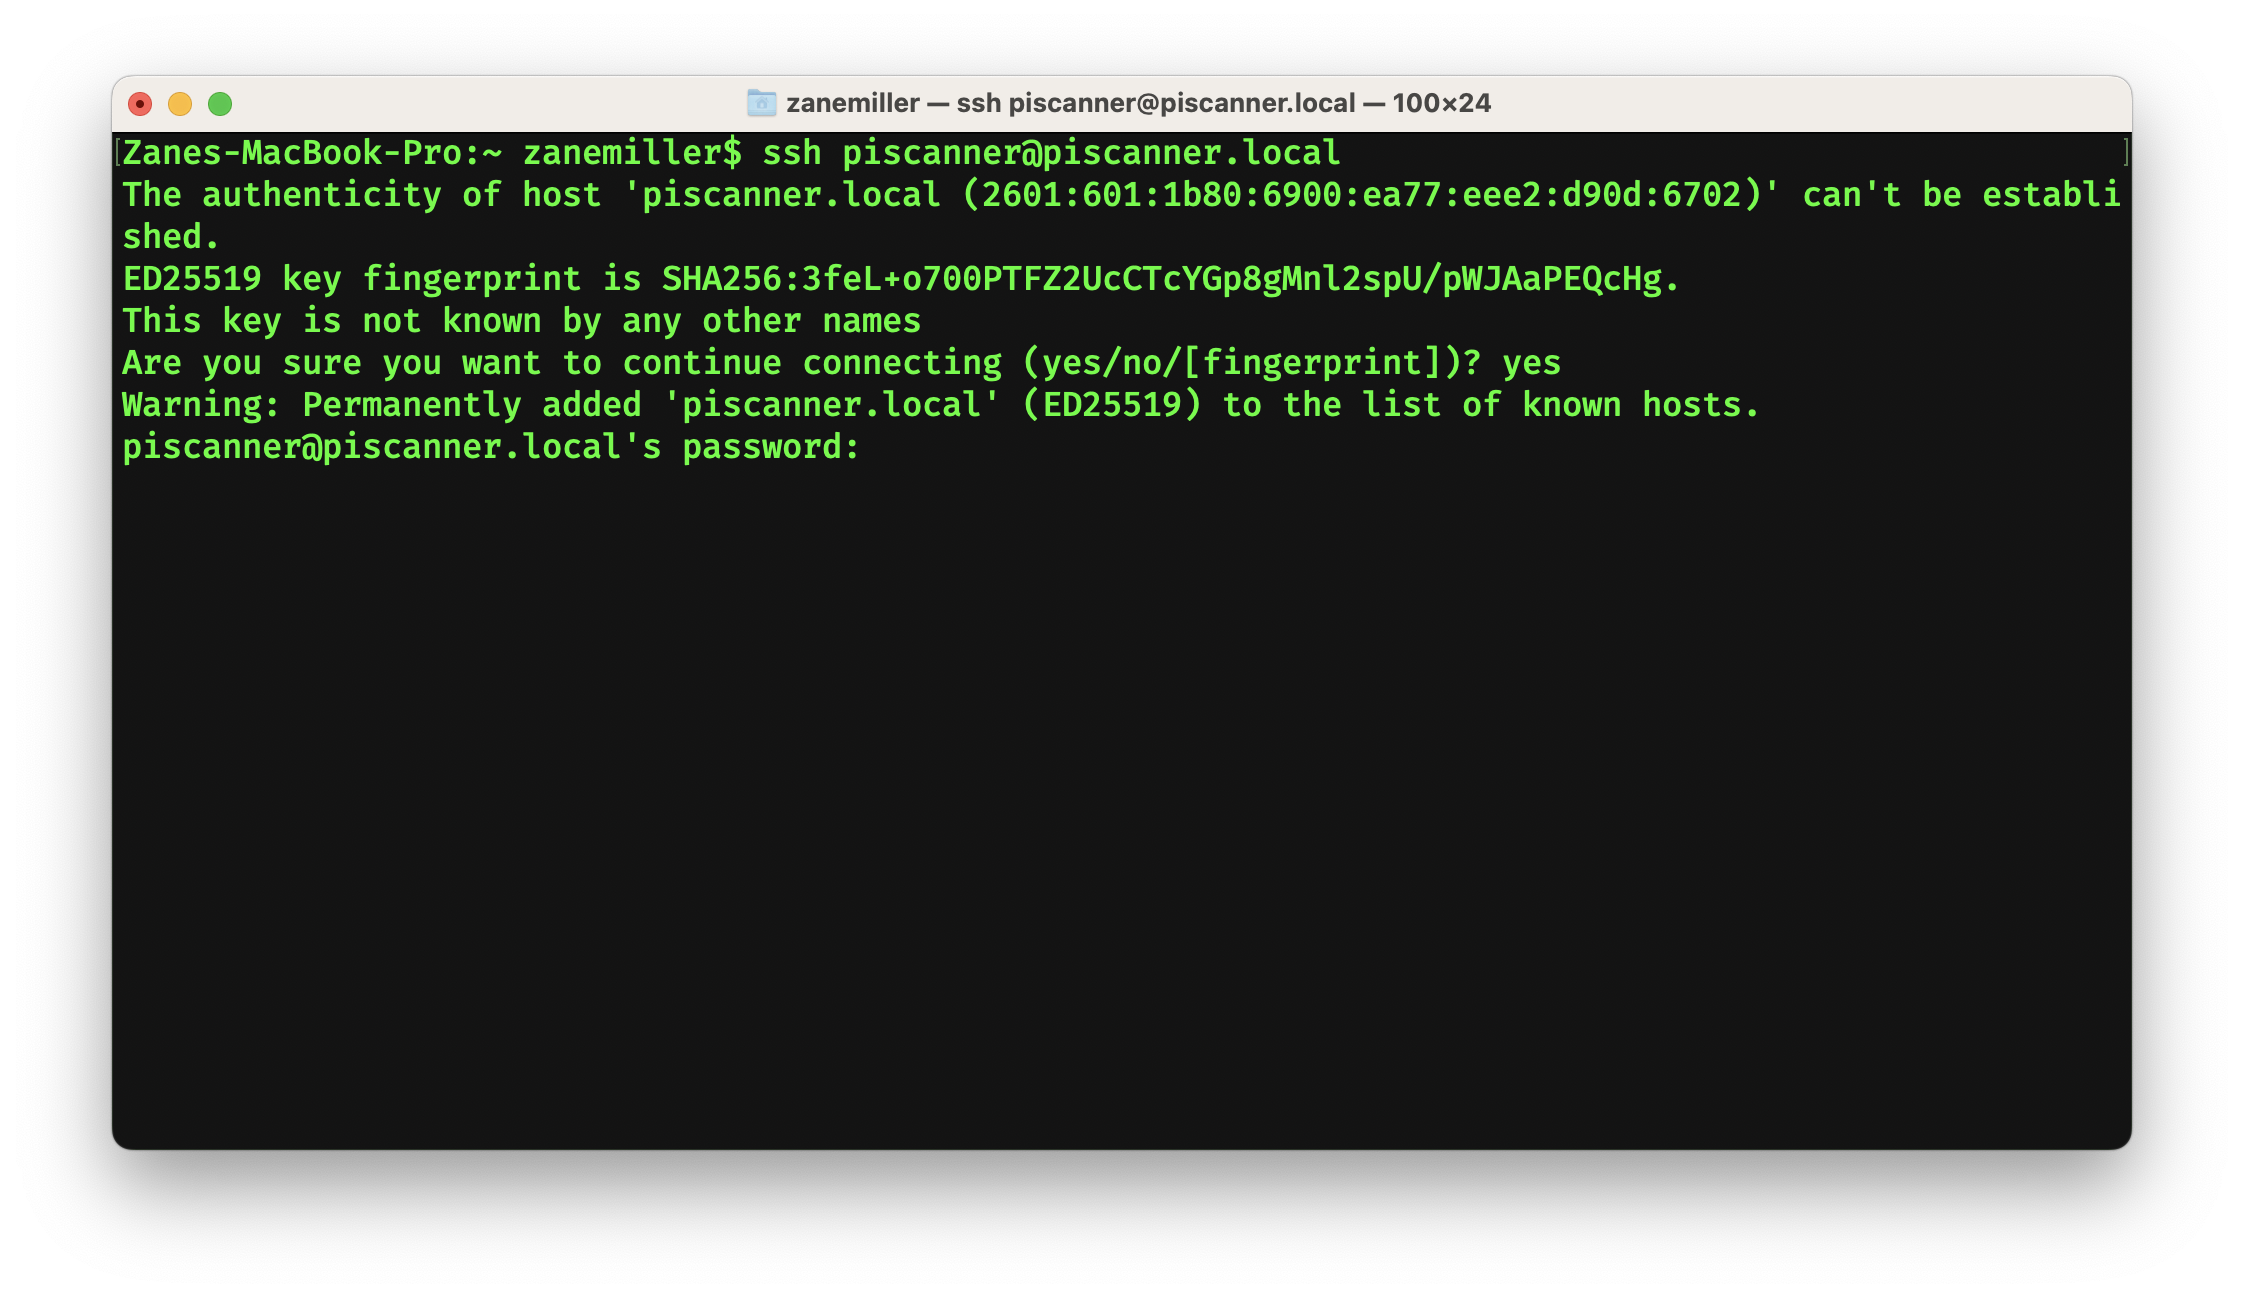 zanemiller — ssh piscanner@piscanner.local — 100×24
[Zanes-MacBook-Pro:~ zanemiller$ ssh piscanner@piscanner.local ]
The authenticity of host 'piscanner.local (2601:601:1b80:6900:ea77:eee2:d90d:6702)' can't be establi
shed.
ED25519 key fingerprint is SHA256:3feL+o700PTFZ2UcCTcYGp8gMnl2spU/pWJAaPEQcHg.
This key is not known by any other names
Are you sure you want to continue connecting (yes/no/[fingerprint])? yes
Warning: Permanently added 'piscanner.local' (ED25519) to the list of known hosts.
piscanner@piscanner.local's password: